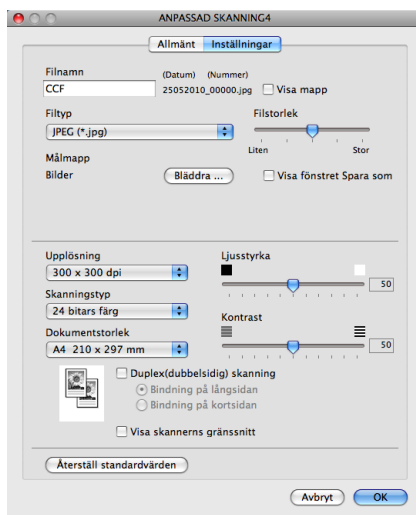 ANPASSAD SKANNING4
Allmänt Inställningar
Filnamn (Datum) (Nummer)
CCF 25052010_00000.jpg Visa mapp
Filtyp Filstorlek
JPEG (*.jpg)
Liten Stor
Målmapp
Bilder Bläddra ... Visa fönstret Spara som
Upplösning Ljusstyrka
300 x 300 dpi
50
Skanningstyp
24 bitars färg
Kontrast
Dokumentstorlek
A4 210 x 297 mm 50
Duplex(dubbelsidig) skanning
Bindning på långsidan
Bindning på kortsidan
Visa skannerns gränssnitt
Återställ standardvärden
Avbryt OK